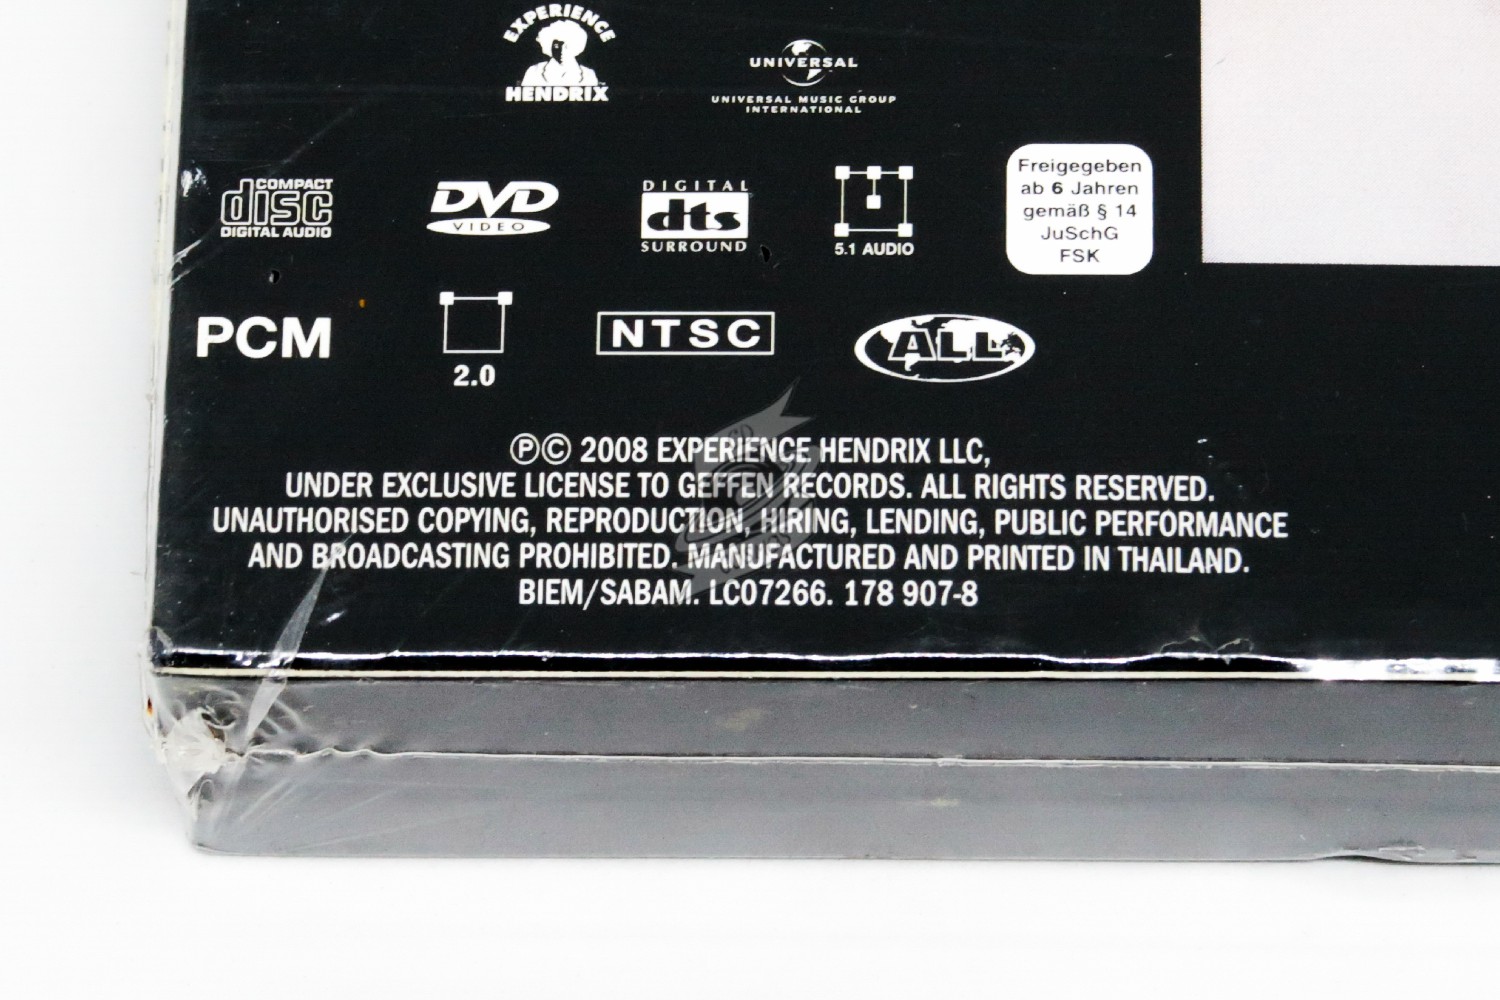 EXPERIENCE
HENDRIX
UNIVERSAL
UNIVERSAL MUSIC GROUP
INTERNATIONAL
COMPACT
disc
DIGITAL AUDIO
DVD
VIDEO
DIGITAL
dts
SURROUND
5.1 AUDIO
Freigegeben
ab 6 Jahren
gemäß § 14
JuSchG
FSK
PCM
2.0
NTSC
ALL
℗© 2008 EXPERIENCE HENDRIX LLC,
UNDER EXCLUSIVE LICENSE TO GEFFEN RECORDS. ALL RIGHTS RESERVED.
UNAUTHORISED COPYING, REPRODUCTION, HIRING, LENDING, PUBLIC PERFORMANCE
AND BROADCASTING PROHIBITED. MANUFACTURED AND PRINTED IN THAILAND.
BIEM/SABAM. LC07266. 178 907-8